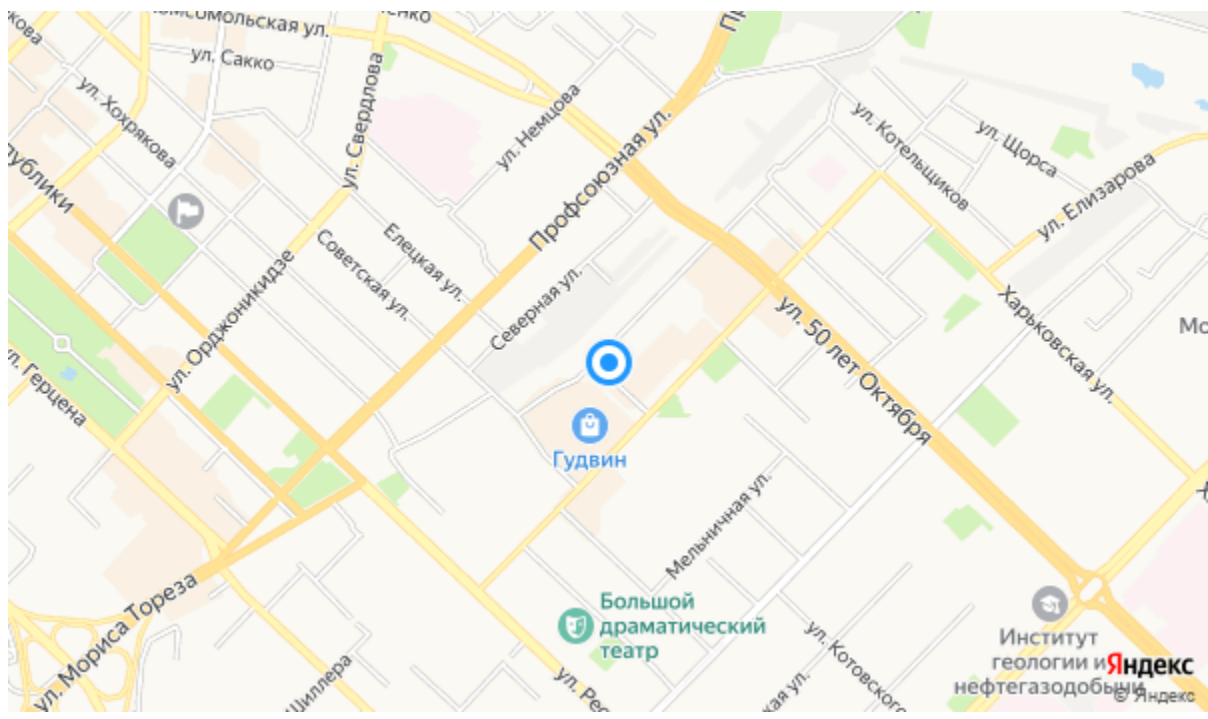 Комсомольская ул.
ул. Сакко
ул. Хохрякова
ул. Свердлова
ул. Немцова
Профсоюзная ул.
ул. Котельщиков
ул. Щорса
ул. Елизарова
Советская ул.
Елецкая ул.
Северная ул.
ул. Орджоникидзе
ул. Герцена
ул. 50 лет Октября
Харьковская ул.
Гудвин
Мельничная ул.
ул. Мориса Тореза
Большой
драматический
театр
ул. Котовского
Институт
геологии и
нефтегазодобычи
Яндекс
© Яндекс